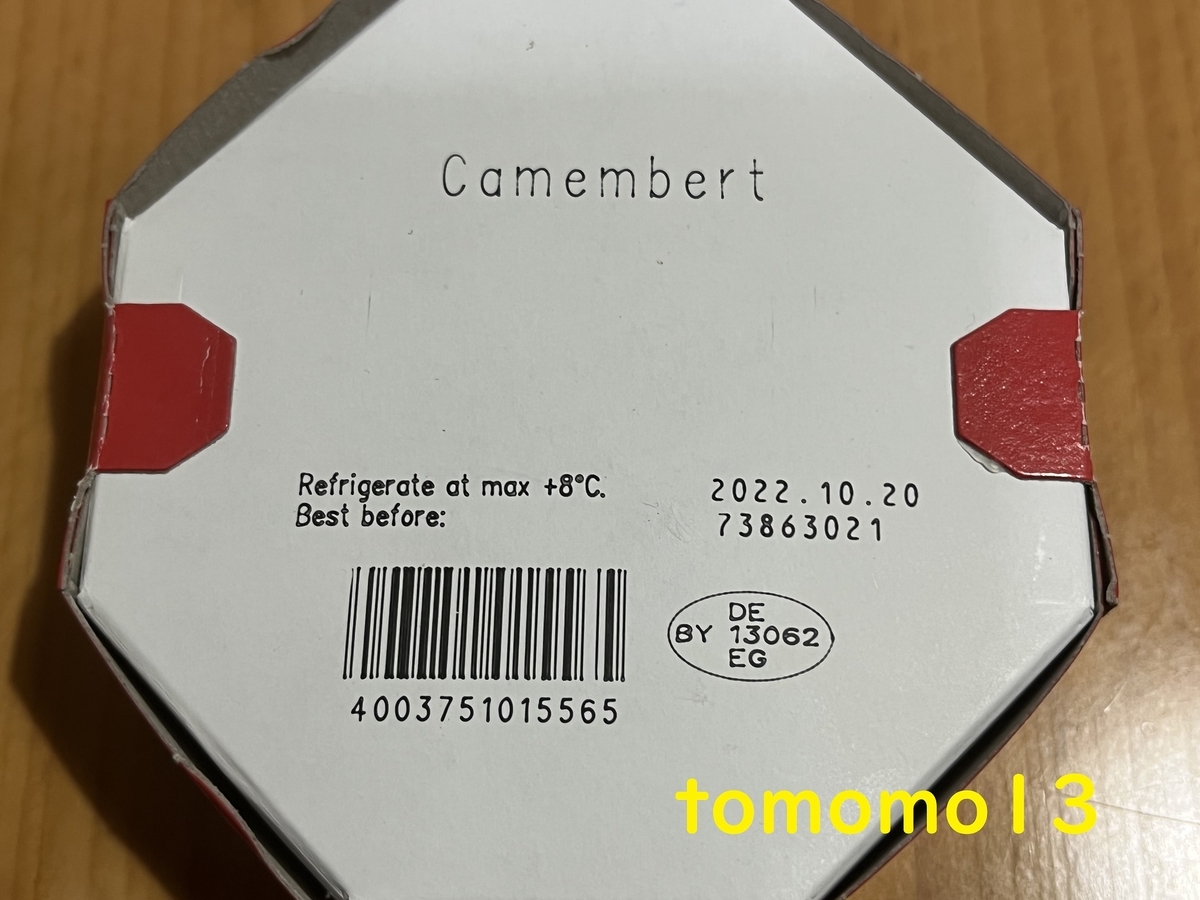 Camembert
Refrigerate at max +8°C.
Best before:
2022.10.20
73863021
4003751015565
DE
BY 13062
EG
tomomo13